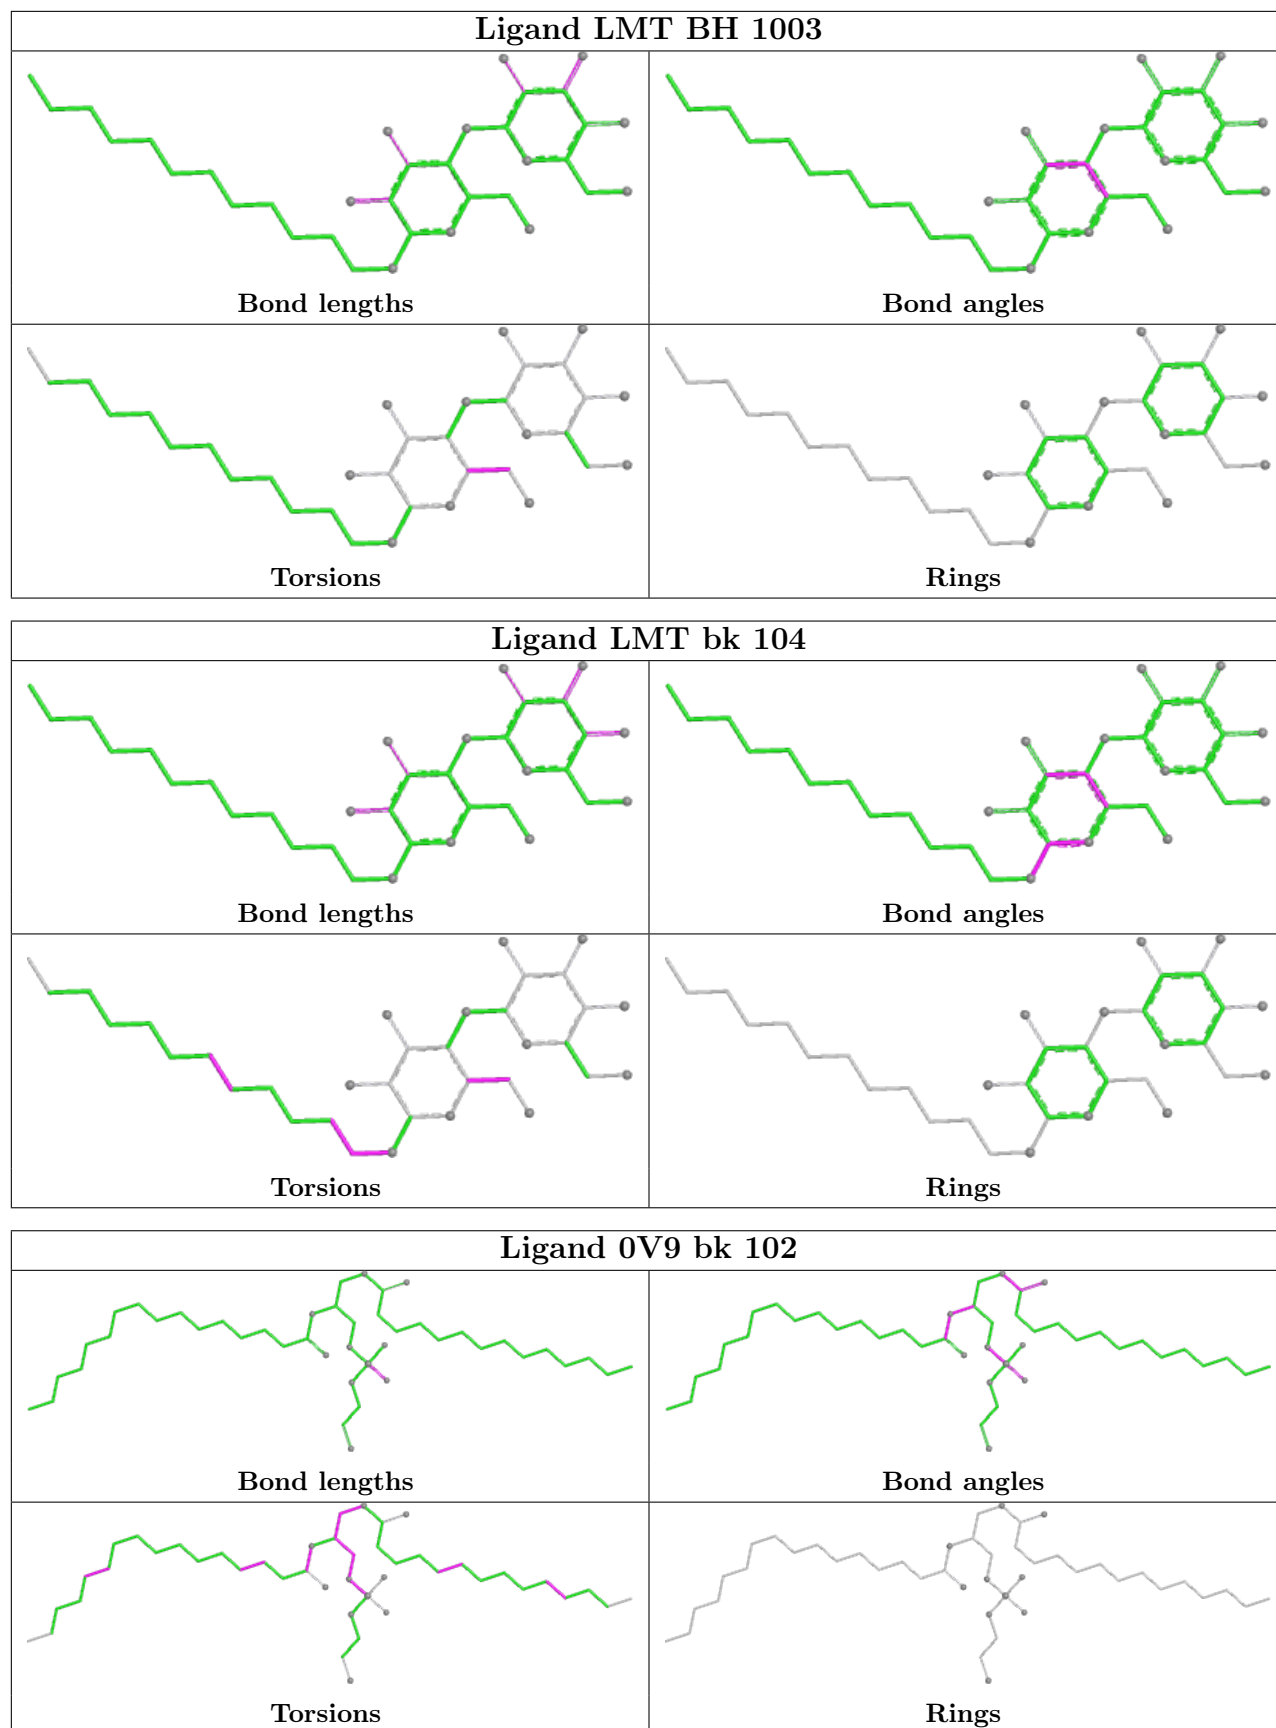 Ligand LMT BH 1003
Bond lengths
Bond angles
Torsions
Rings
Ligand LMT bk 104
Bond lengths
Bond angles
Torsions
Rings
Ligand 0V9 bk 102
Bond lengths
Bond angles
Torsions
Rings